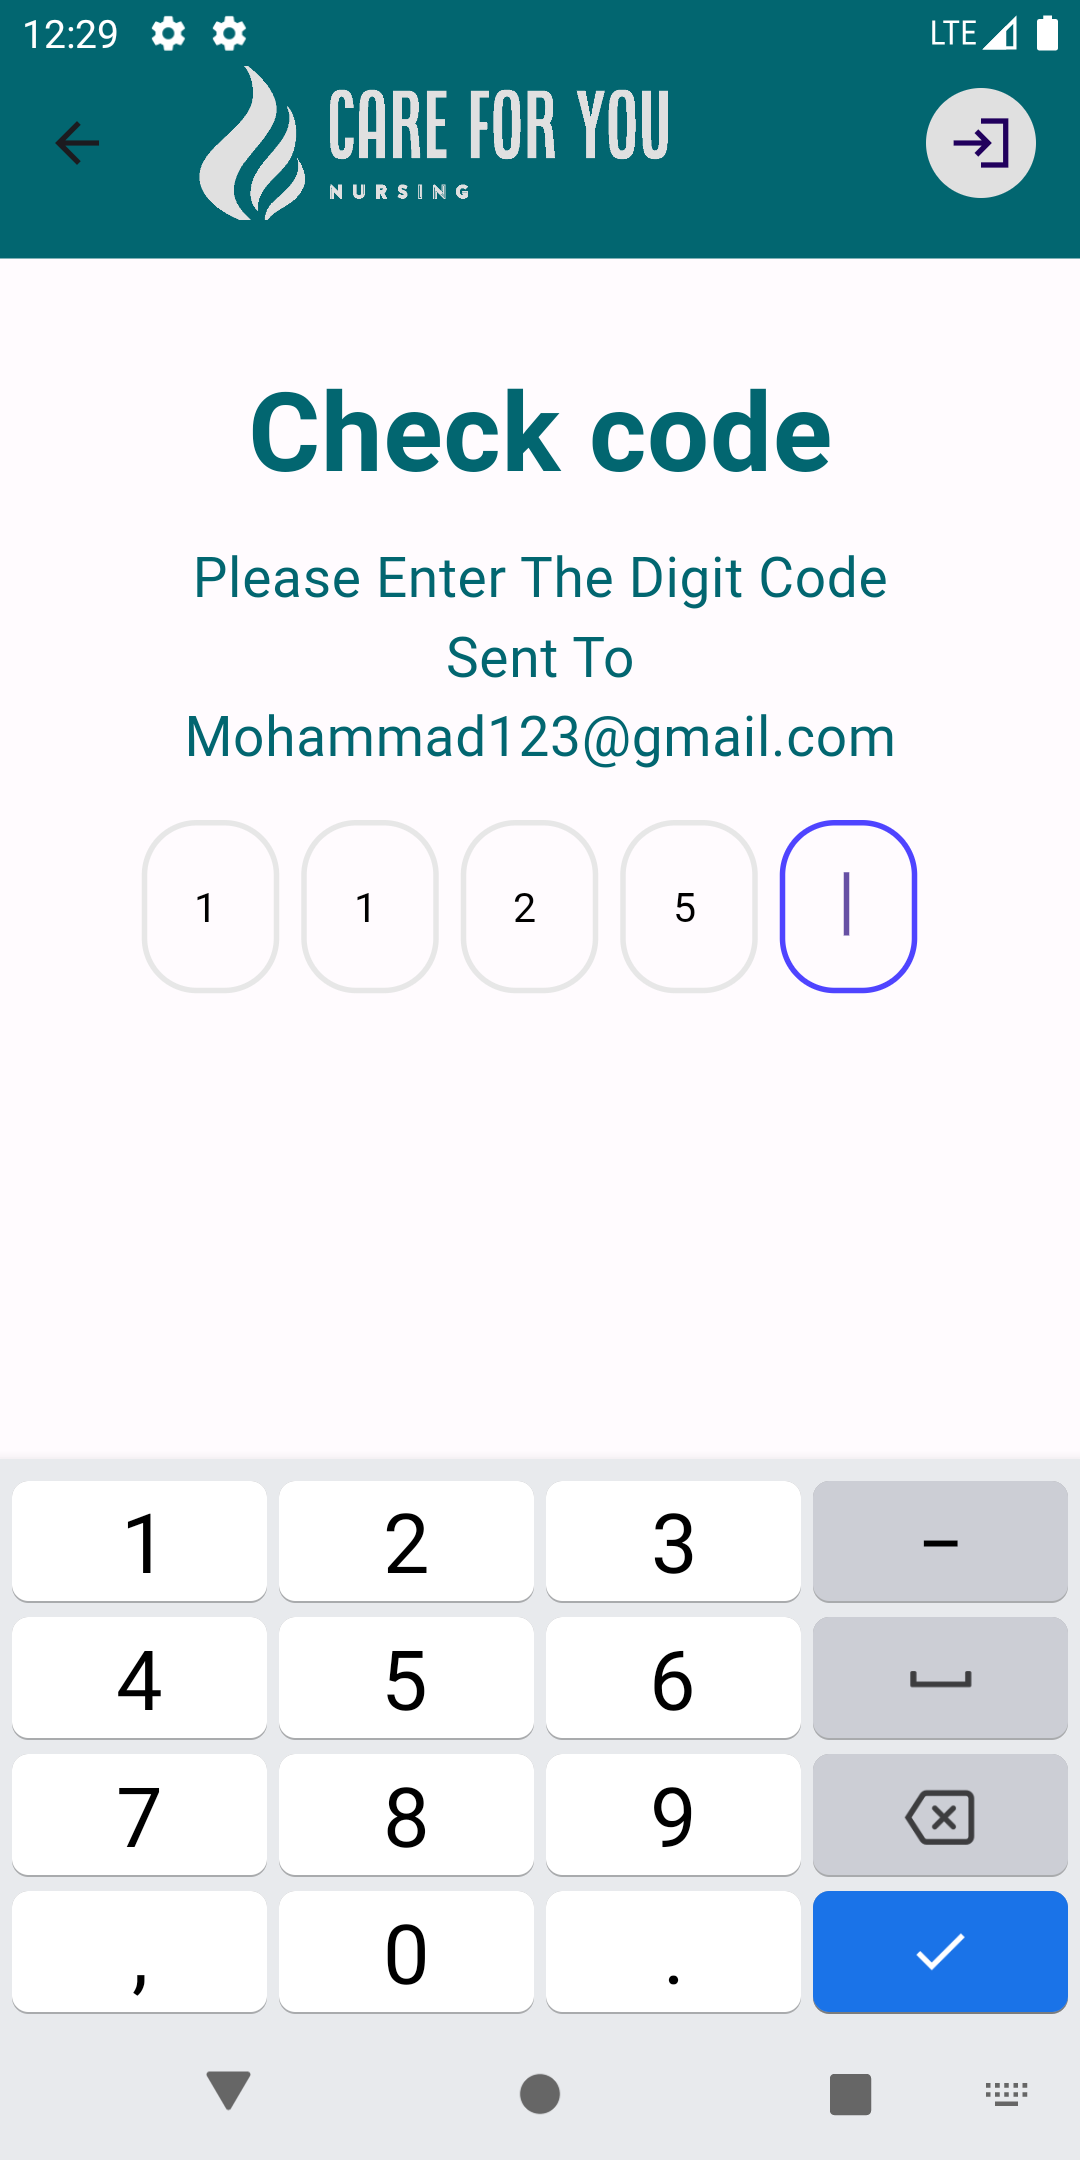 12:29
LTE
CARE FOR YOU
NURSING
Check code
Please Enter The Digit Code
Sent To
Mohammad123@gmail.com
1 1 2 5
1 2 3 –
4 5 6
7 8 9
, 0 .